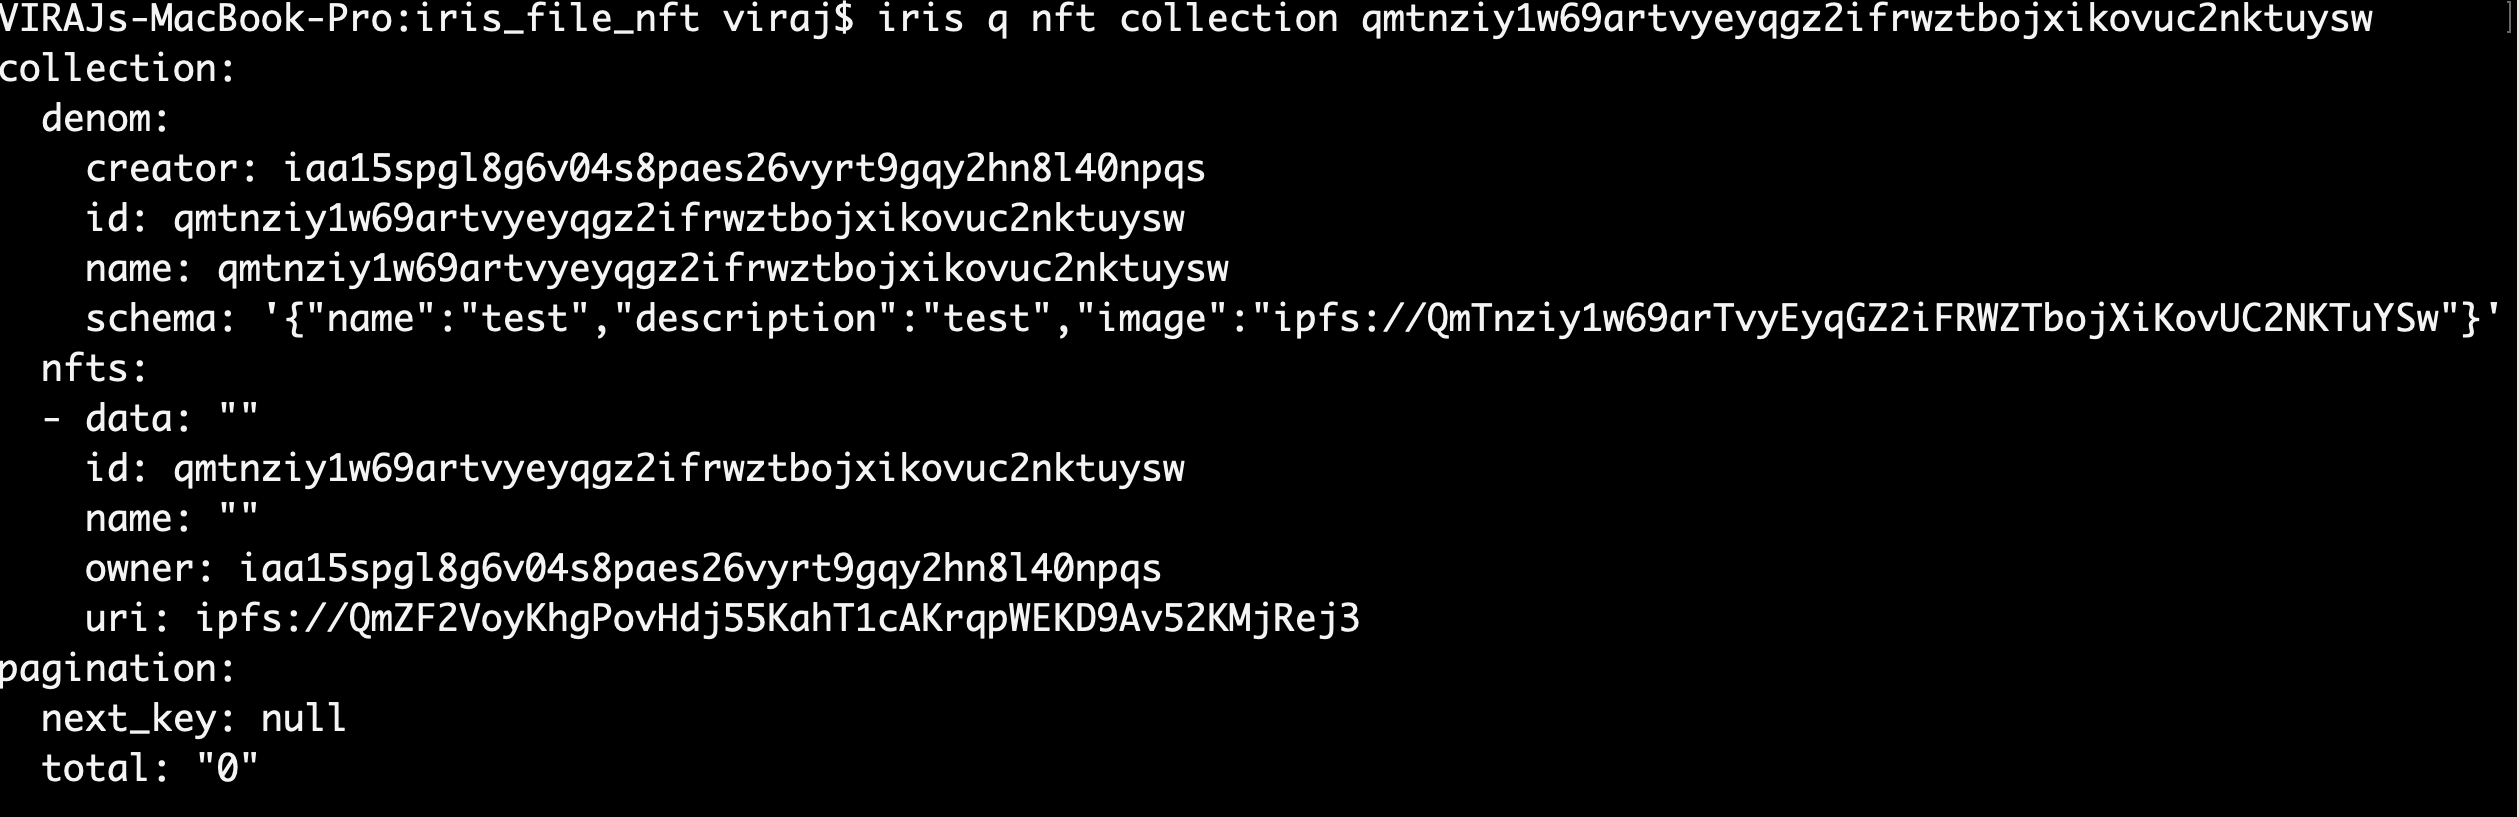 VIRAJs-MacBook-Pro:iris_file_nft viraj$ iris q nft collection qmtnziy1w69artvyeyqgz2ifrwztbojxikovuc2nktuysw ]
collection:
  denom:
    creator: iaa15spgl8g6v04s8paes26vyrt9gqy2hn8l40npqs
    id: qmtnziy1w69artvyeyqgz2ifrwztbojxikovuc2nktuysw
    name: qmtnziy1w69artvyeyqgz2ifrwztbojxikovuc2nktuysw
    schema: '{"name":"test","description":"test","image":"ipfs://QmTnziy1w69arTvyEyqGZ2iFRWZTbojXiKovUC2NKTuYSw"}'
  nfts:
  - data: ""
    id: qmtnziy1w69artvyeyqgz2ifrwztbojxikovuc2nktuysw
    name: ""
    owner: iaa15spgl8g6v04s8paes26vyrt9gqy2hn8l40npqs
    uri: ipfs://QmZF2VoyKhgPovHdj55KahT1cAKrqpWEKD9Av52KMjRej3
pagination:
  next_key: null
  total: "0"